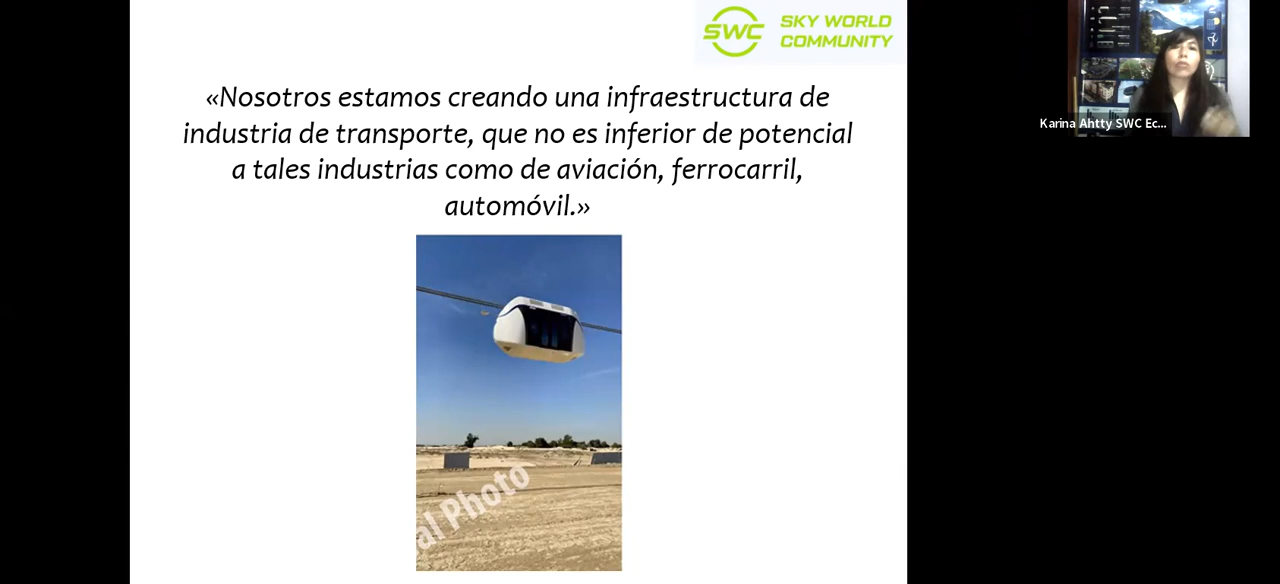 SWC SKY WORLD
COMMUNITY
«Nosotros estamos creando una infraestructura de
industria de transporte, que no es inferior de potencial
a tales industrias como de aviación, ferrocarril,
automóvil.»
Karina Ahtty SWC Ec...
al Photo